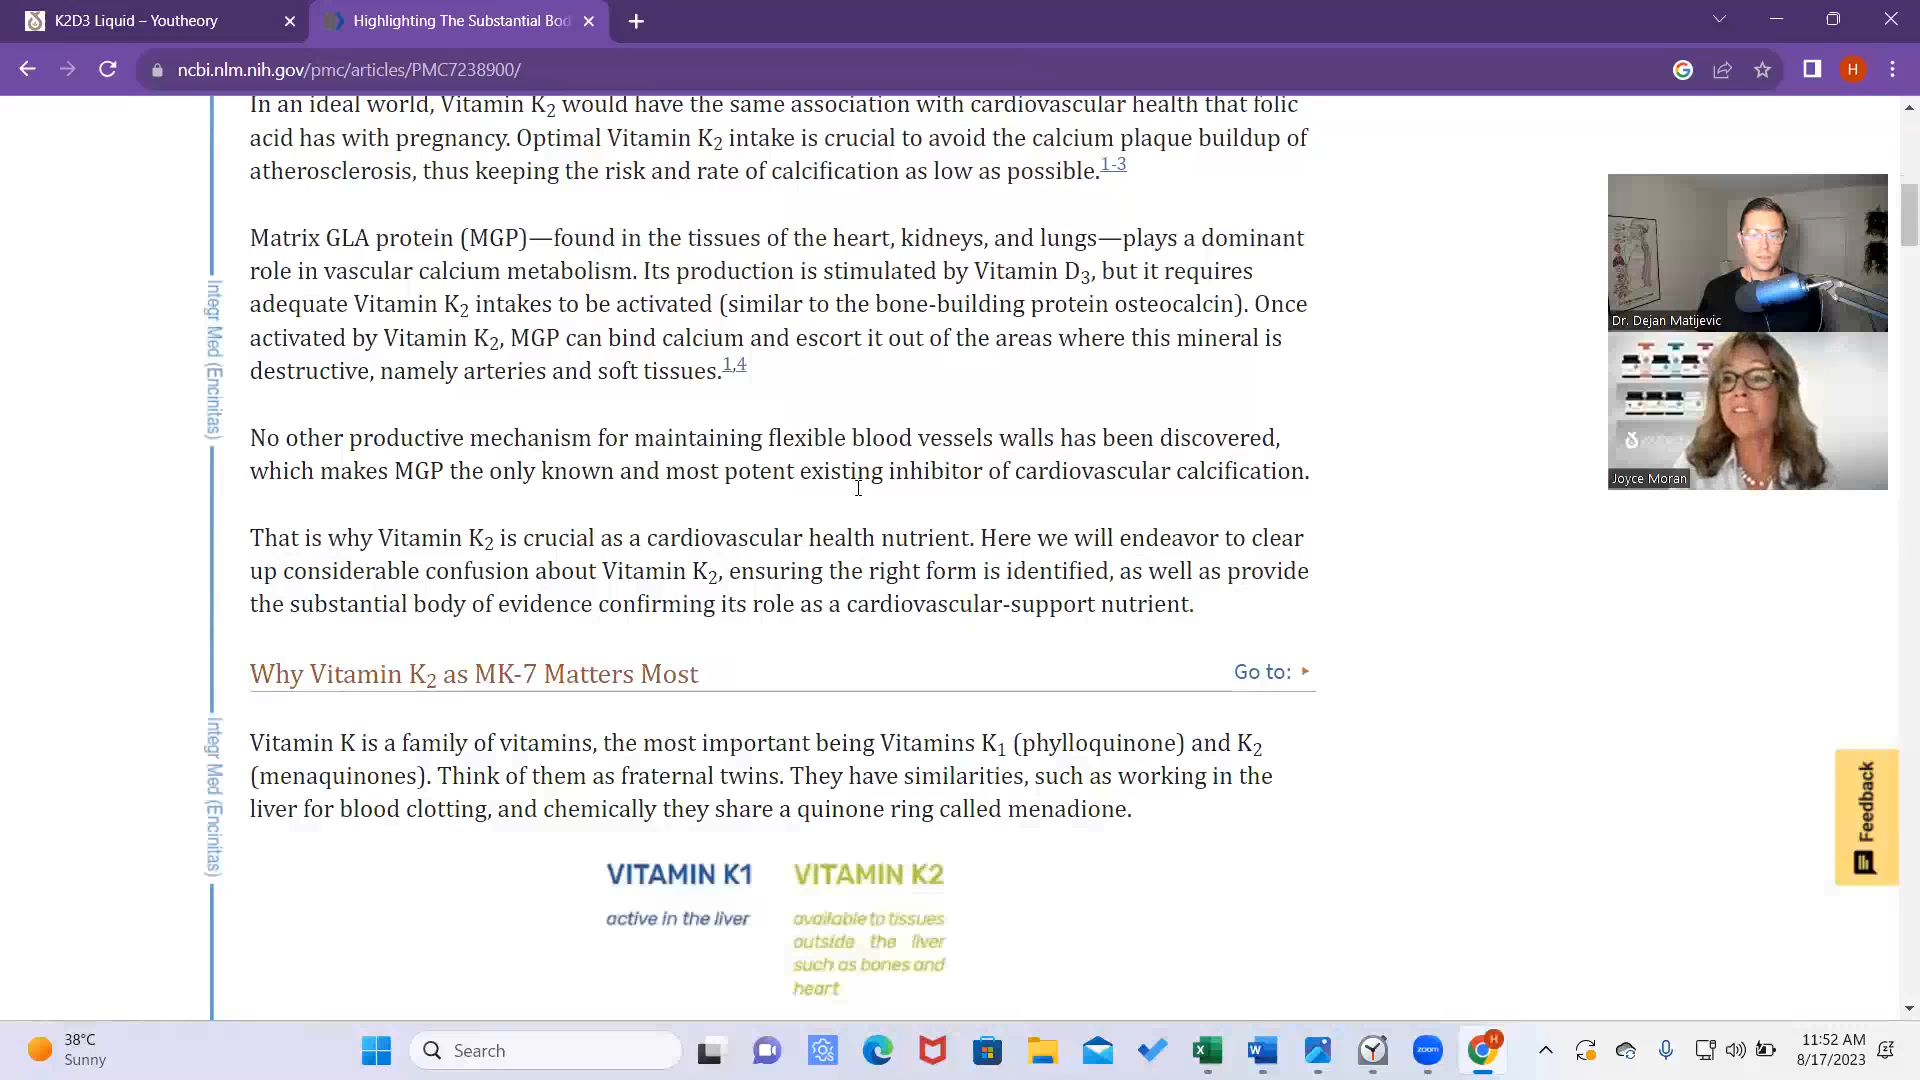 K2D3 Liquid – Youtheory
Highlighting The Substantial Bod
ncbi.nlm.nih.gov/pmc/articles/PMC7238900/
H
In an ideal world, Vitamin K2 would have the same association with cardiovascular health that folic
acid has with pregnancy. Optimal Vitamin K2 intake is crucial to avoid the calcium plaque buildup of
atherosclerosis, thus keeping the risk and rate of calcification as low as possible.1-3
Matrix GLA protein (MGP)—found in the tissues of the heart, kidneys, and lungs—plays a dominant
role in vascular calcium metabolism. Its production is stimulated by Vitamin D3, but it requires
adequate Vitamin K2 intakes to be activated (similar to the bone-building protein osteocalcin). Once
activated by Vitamin K2, MGP can bind calcium and escort it out of the areas where this mineral is
destructive, namely arteries and soft tissues.1,4
No other productive mechanism for maintaining flexible blood vessels walls has been discovered,
which makes MGP the only known and most potent existing inhibitor of cardiovascular calcification.
That is why Vitamin K2 is crucial as a cardiovascular health nutrient. Here we will endeavor to clear
up considerable confusion about Vitamin K2, ensuring the right form is identified, as well as provide
the substantial body of evidence confirming its role as a cardiovascular-support nutrient.
Why Vitamin K2 as MK-7 Matters Most
Go to:
Vitamin K is a family of vitamins, the most important being Vitamins K1 (phylloquinone) and K2
(menaquinones). Think of them as fraternal twins. They have similarities, such as working in the
liver for blood clotting, and chemically they share a quinone ring called menadione.
VITAMIN K1
active in the liver
VITAMIN K2
available to tissues
outside the liver
such as bones and
heart
Integr Med (Encinitas)
Integr Med (Encinitas)
Dr. Dejan Matijevic
Joyce Moran
Feedback
38°C
Sunny
Search
zoom
H
11:52 AM
8/17/2023